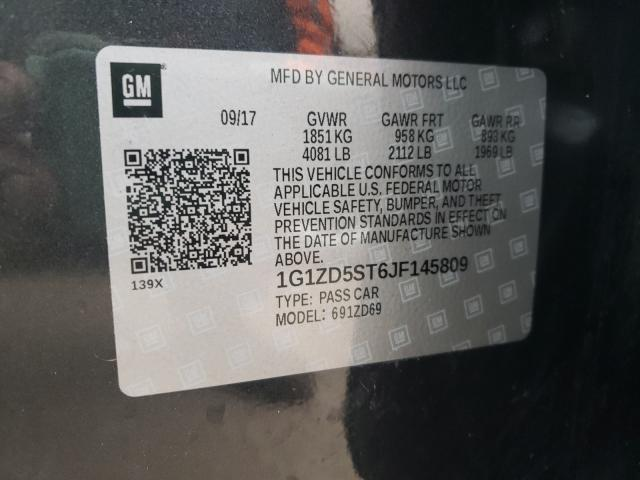 GM
MFD BY GENERAL MOTORS LLC
09/17 GVWR GAWR FRT GAWR RR
1851 KG 958 KG 893 KG
4081 LB 2112 LB 1969 LB
THIS VEHICLE CONFORMS TO ALL
APPLICABLE U.S. FEDERAL MOTOR
VEHICLE SAFETY, BUMPER, AND THEFT
PREVENTION STANDARDS IN EFFECT ON
THE DATE OF MANUFACTURE SHOWN
ABOVE.
139X
1G1ZD5ST6JF145809
TYPE: PASS CAR
MODEL: 691ZD69